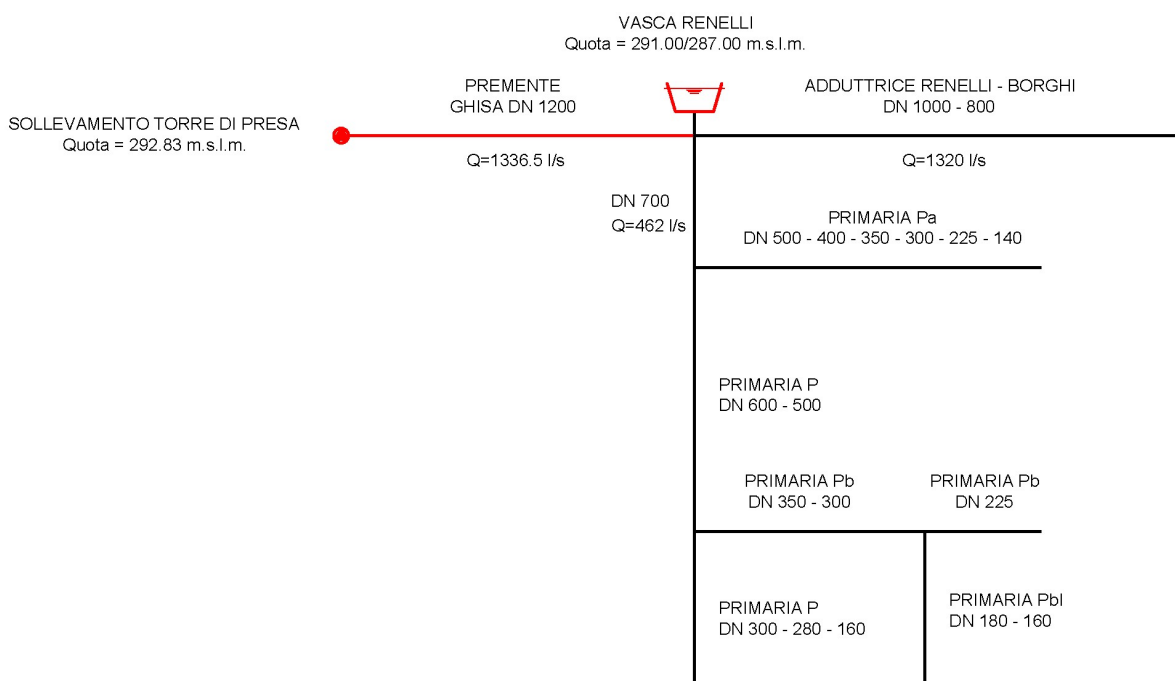 VASCA RENELLI
Quota = 291.00/287.00 m.s.l.m.
PREMENTE
GHISA DN 1200
ADDUTTRICE RENELLI - BORGHI
DN 1000 - 800
SOLLEVAMENTO TORRE DI PRESA
Quota = 292.83 m.s.l.m.
Q=1336.5 l/s
Q=1320 l/s
DN 700
Q=462 l/s
PRIMARIA Pa
DN 500 - 400 - 350 - 300 - 225 - 140
PRIMARIA P
DN 600 - 500
PRIMARIA Pb
DN 350 - 300
PRIMARIA Pb
DN 225
PRIMARIA P
DN 300 - 280 - 160
PRIMARIA PbI
DN 180 - 160